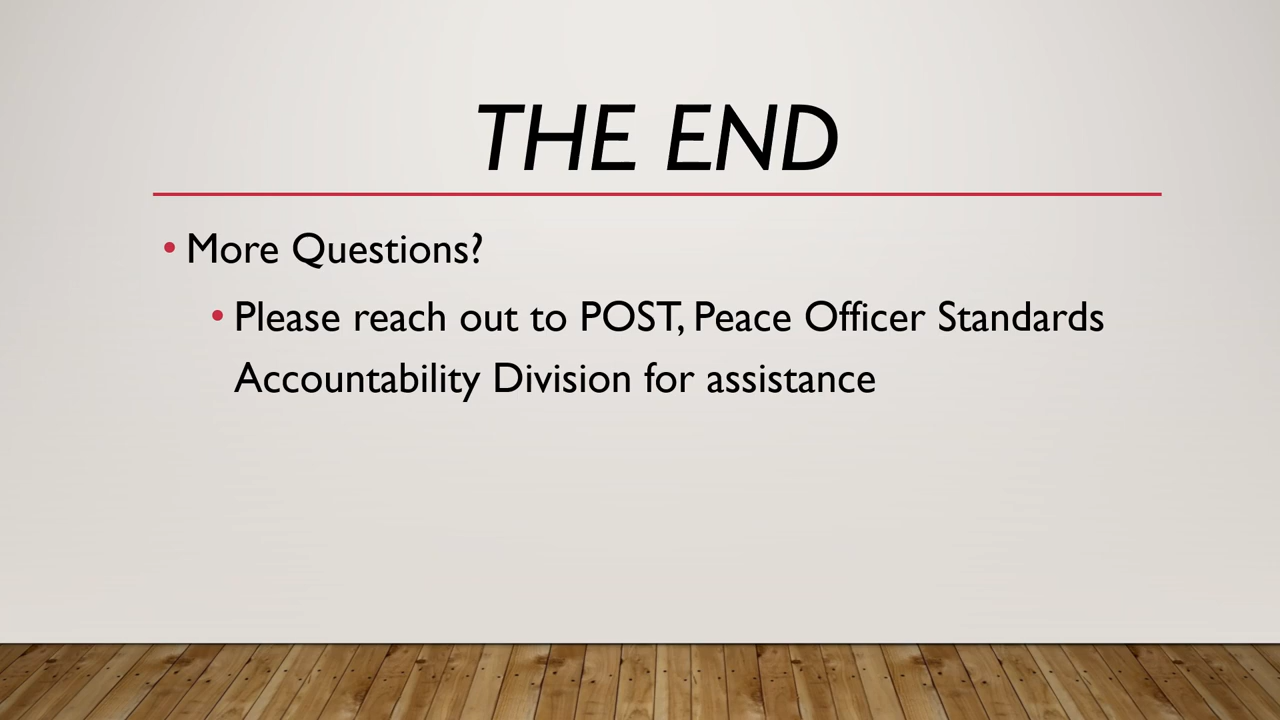 THE END
• More Questions?
• Please reach out to POST, Peace Officer Standards
Accountability Division for assistance